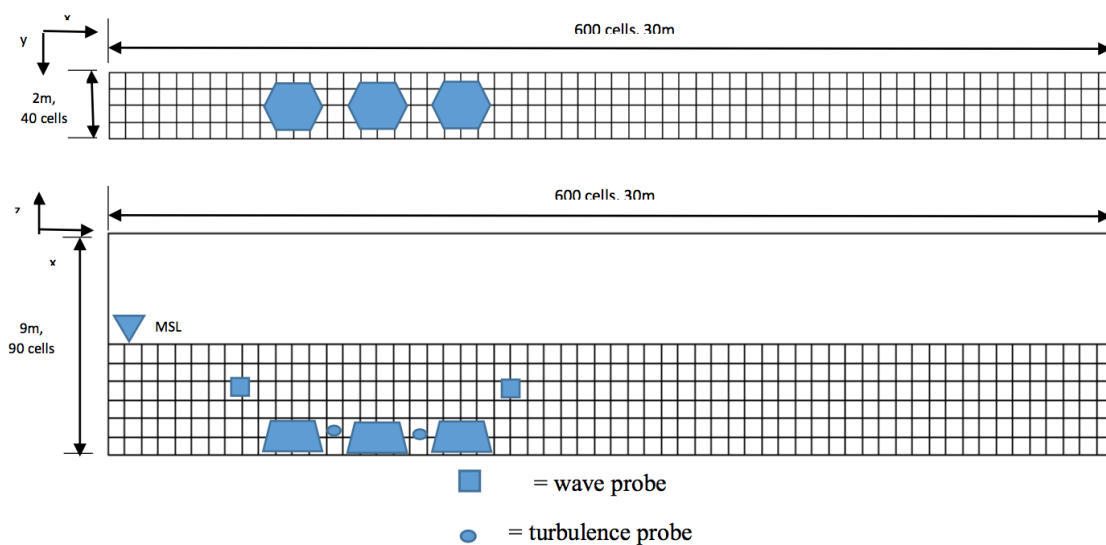 x
600 cells, 30m
y
2m,
40 cells
600 cells, 30m
z
x
MSL
9m,
90 cells
= wave probe
= turbulence probe